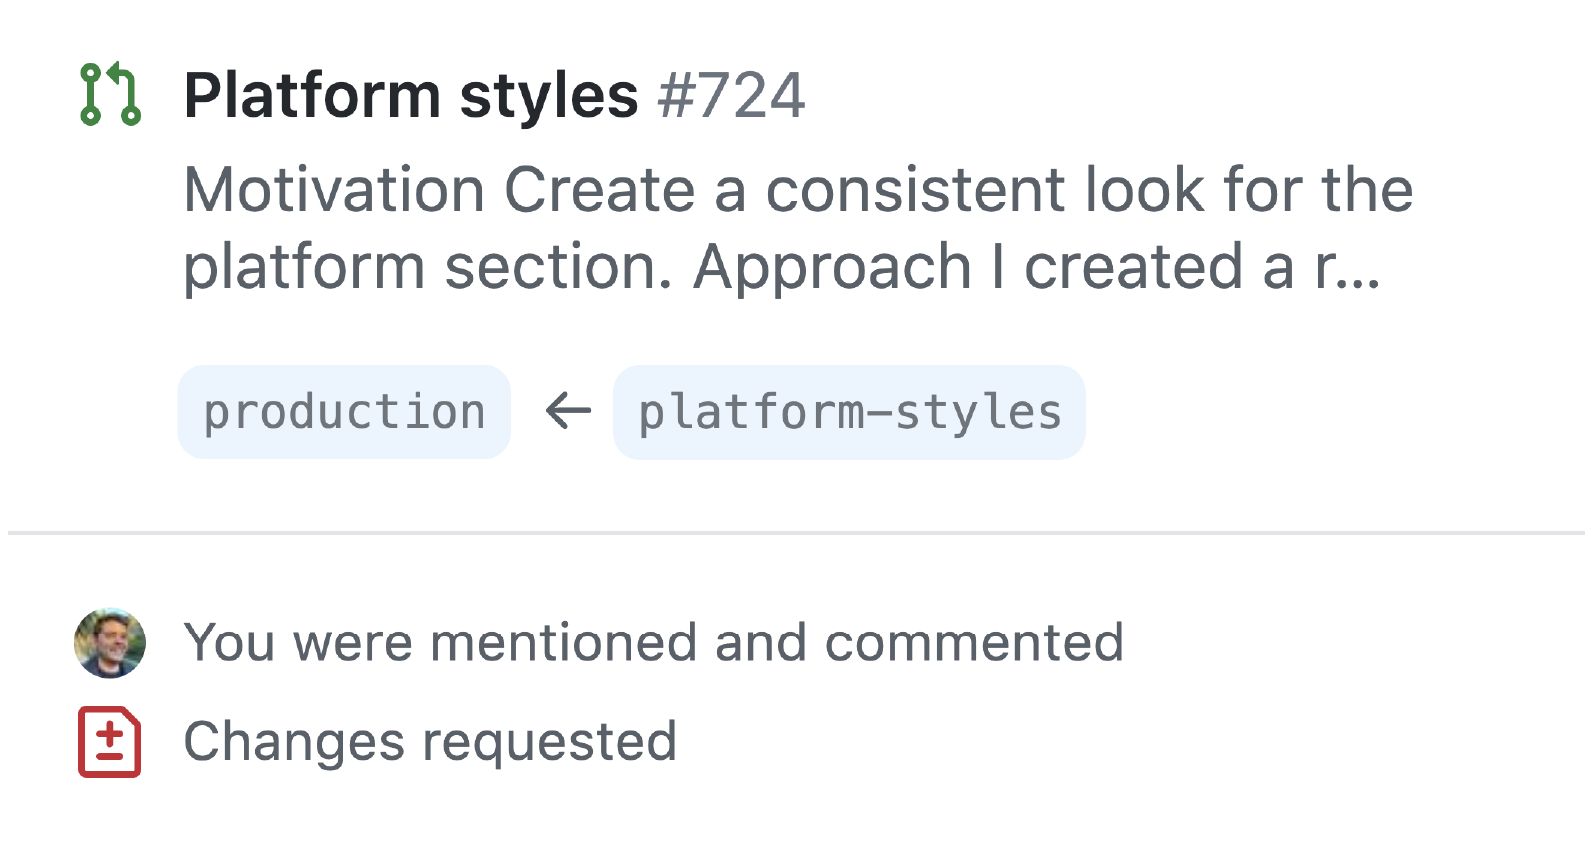 Platform styles #724
Motivation Create a consistent look for the
platform section. Approach I created a r...
production ← platform-styles
You were mentioned and commented
Changes requested